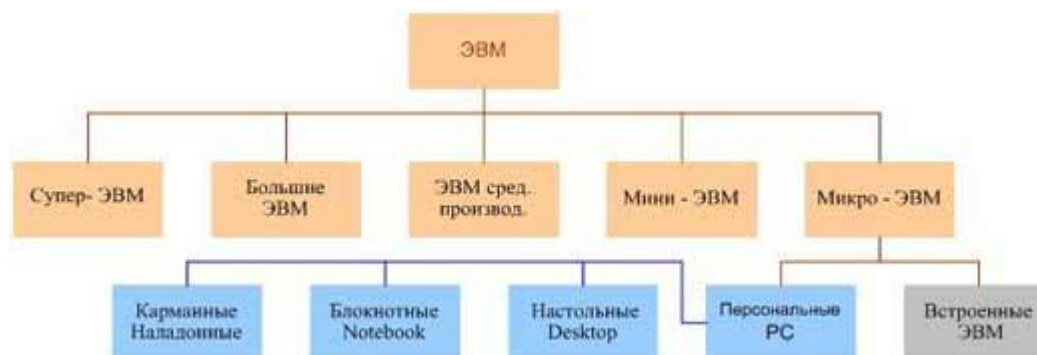 ЭВМ
Супер- ЭВМ
Большие
ЭВМ
ЭВМ сред.
производ.
Мини - ЭВМ
Микро - ЭВМ
Карманные
Наладонные
Блокнотные
Notebook
Настольные
Desktop
Персональные
PC
Встроенные
ЭВМ